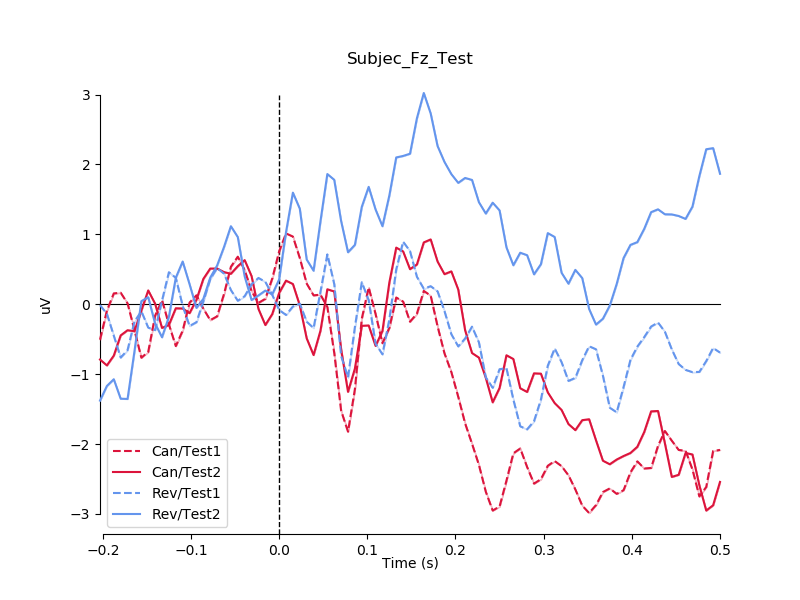 Subjec_Fz_Test
uV
3
2
1
0
−1
−2
−3
Can/Test1
Can/Test2
Rev/Test1
Rev/Test2
−0.2 −0.1 0.0 0.1 0.2 0.3 0.4 0.5
Time (s)